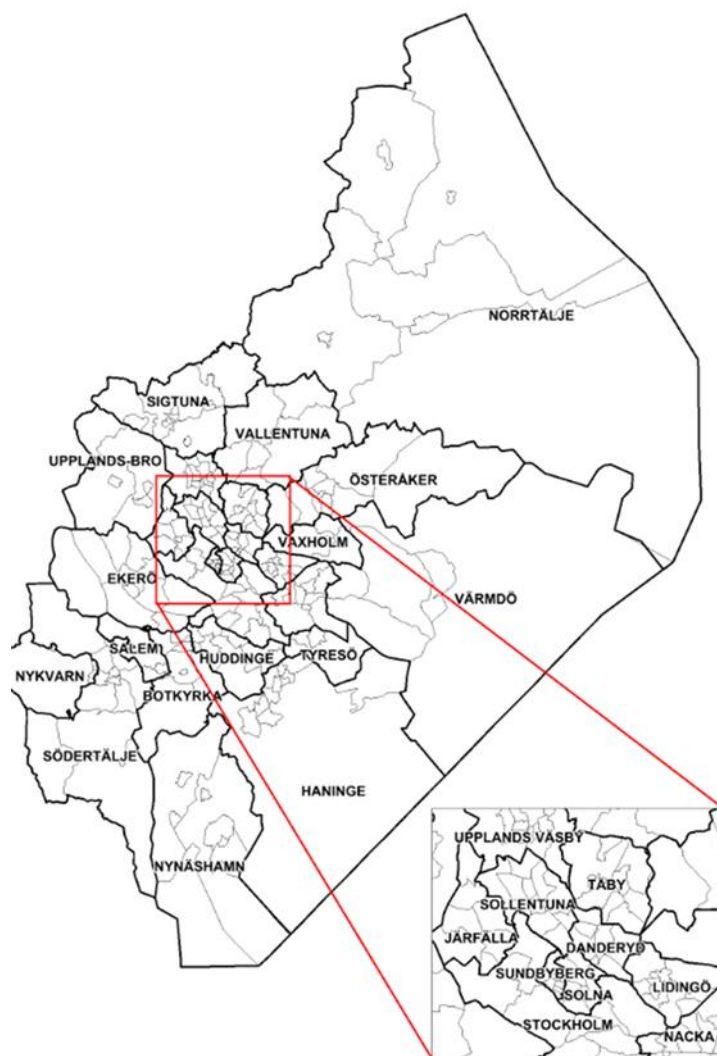 NORRTÄLJE
SIGTUNA
VALLENTUNA
UPPLANDS-BRO
ÖSTERÅKER
VAXHOLM
EKERÖ
VÄRMDÖ
SALEM
HUDDINGE
TYRESÖ
NYKVARN
BOTKYRKA
SÖDERTÄLJE
HANINGE
NYNÄSHAMN
UPPLANDS VÄSBY
TÄBY
SOLLENTUNA
JÄRFÄLLA
DANDERYD
SUNDBYBERG
LIDINGÖ
SOLNA
STOCKHOLM
NACKA